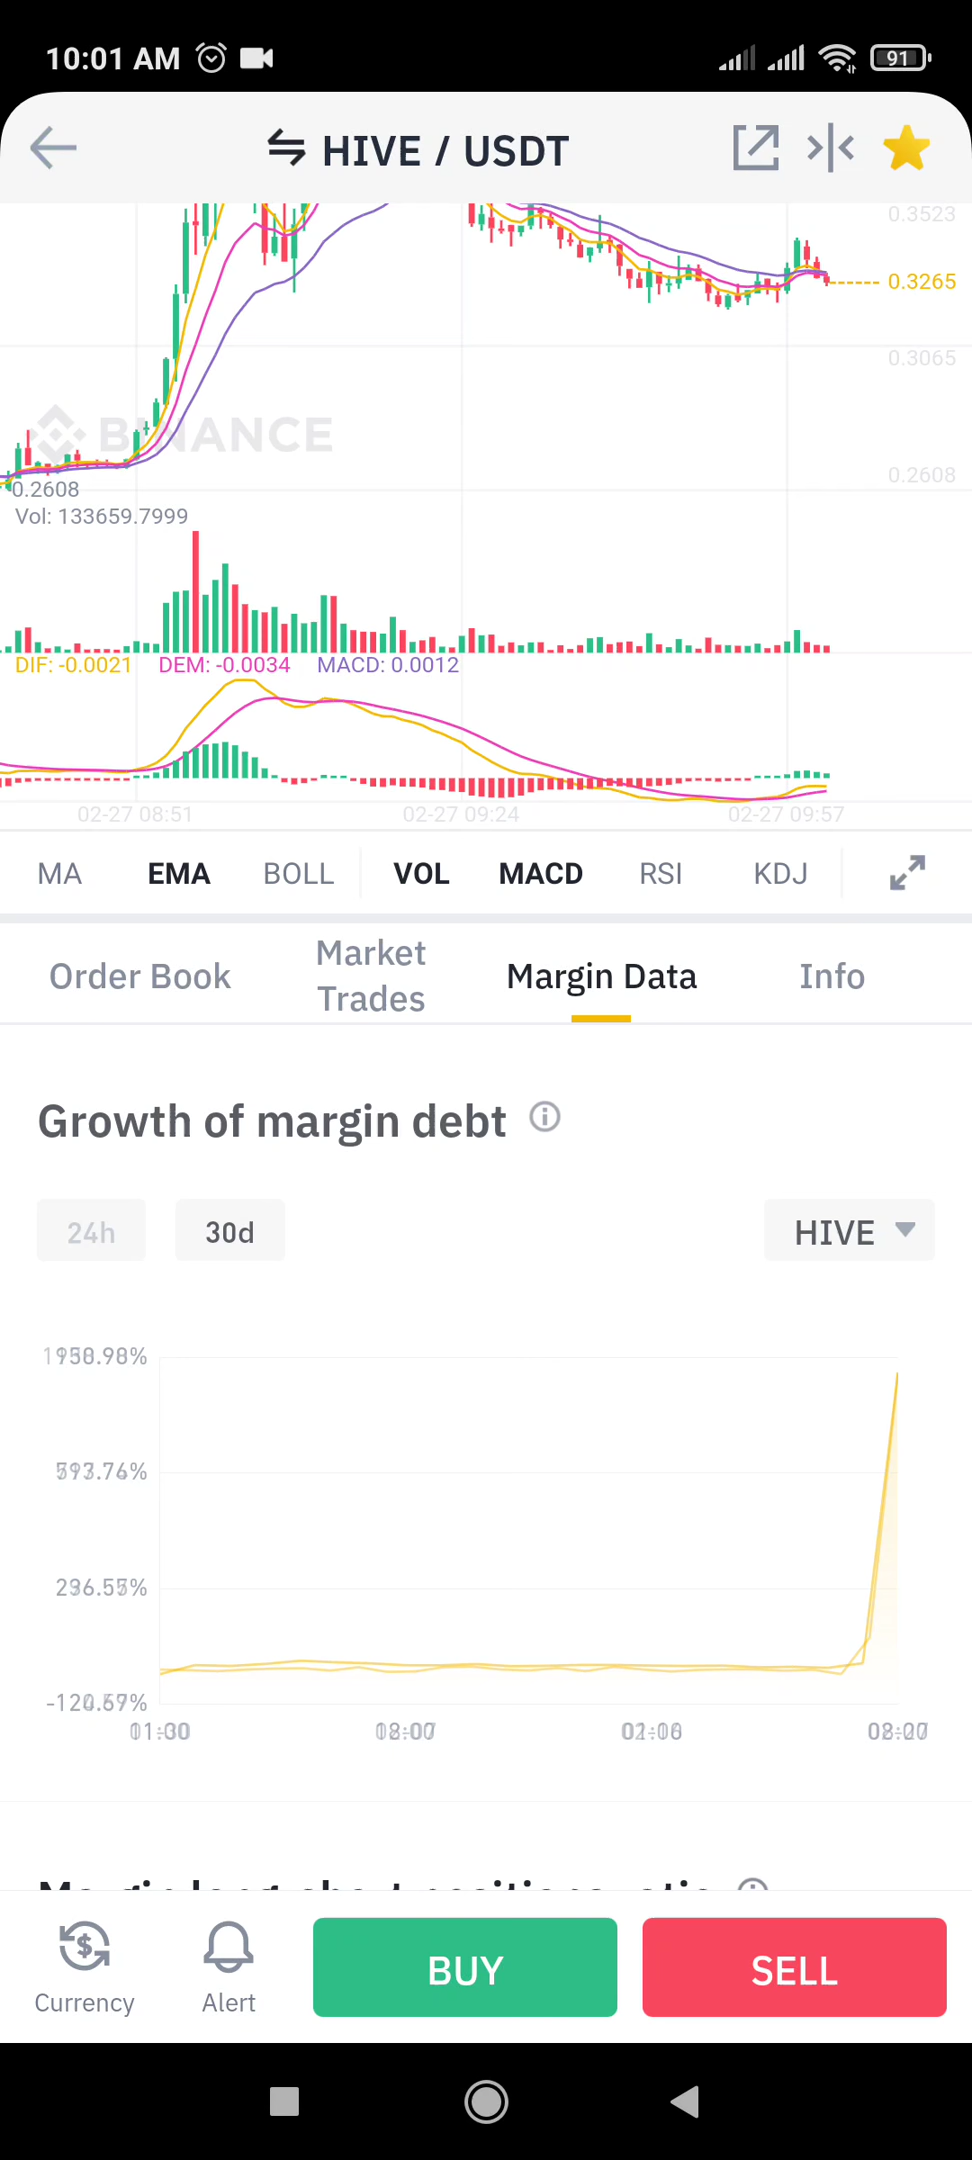 10:01 AM
91
HIVE / USDT
0.3523
0.3265
0.3065
BINANCE
0.2608
0.2608
Vol: 133659.7999
DIF: -0.0021 DEM: -0.0034 MACD: 0.0012
02-27 08:51 02-27 09:24 02-27 09:57
MA EMA BOLL VOL MACD RSI KDJ
Order Book Market Trades Margin Data Info
Growth of margin debt
24h 30d HIVE
Currency Alert BUY SELL